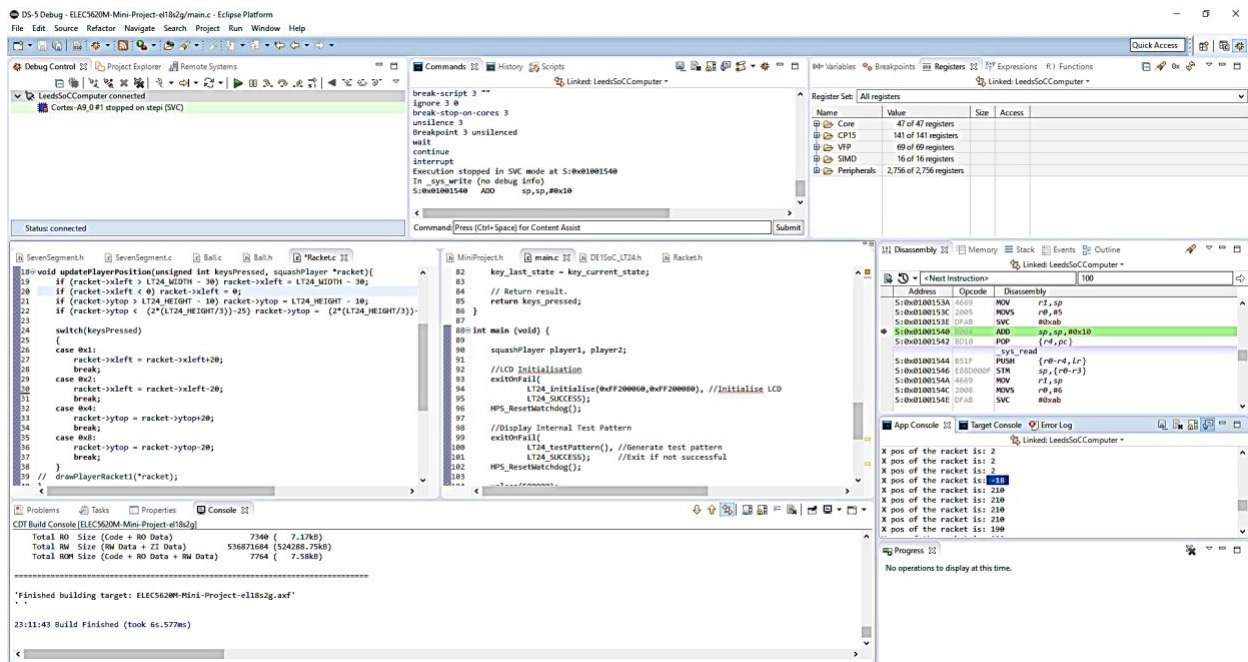 DS-5 Debug - ELEC5620M-Mini-Project-el18s2g/main.c - Eclipse Platform
File Edit Source Refactor Navigate Search Project Run Window Help
Quick Access
Debug Control Project Explorer Remote Systems
LeedsSoCComputer connected
Cortex-A9_0 #1 stopped on stepi (SVC)
Status: connected
Commands History Scripts
Linked: LeedsSoCComputer
break-script 3 ""
ignore 3 0
break-stop-on-cores 3
unsilence 3
Breakpoint 3 unsilenced
wait
continue
interrupt
Execution stopped in SVC mode at S:0x01001540
In _sys_write (no debug info)
S:0x01001540 ADD sp,sp,#0x10
Command: Press (Ctrl+Space) for Content Assist Submit
Variables Breakpoints Registers Expressions f() Functions
Linked: LeedsSoCComputer
Register Set: All registers
Name Value Size Access
Core 47 of 47 registers
CP15 141 of 141 registers
VFP 69 of 69 registers
SIMD 16 of 16 registers
Peripherals 2,756 of 2,756 registers
SevenSegment.h SevenSegment.c Ball.c Ball.h *Racket.c
18 void updatePlayerPosition(unsigned int keysPressed, squashPlayer *racket){
19 if (racket->xleft > LT24_WIDTH - 30) racket->xleft = LT24_WIDTH - 30;
20 if (racket->xleft < 0) racket->xleft = 0;
21 if (racket->ytop > LT24_HEIGHT - 10) racket->ytop = LT24_HEIGHT - 10;
22 if (racket->ytop < (2*(LT24_HEIGHT/3))-25) racket->ytop = (2*(LT24_HEIGHT/3))-
23
24 switch(keysPressed)
25 {
26 case 0x1:
27 racket->xleft = racket->xleft+20;
28 break;
29 case 0x2:
30 racket->xleft = racket->xleft-20;
31 break;
32 case 0x4:
33 racket->ytop = racket->ytop+20;
34 break;
35 case 0x8:
36 racket->ytop = racket->ytop-20;
37 break;
38 }
39 // drawPlayerRacket1(*racket);
MiniProject.h main.c DE1SoC_LT24.h Racket.h
82 key_last_state = key_current_state;
83
84 // Return result.
85 return keys_pressed;
86 }
87
88 int main (void) {
89
90 squashPlayer player1, player2;
91
92 //LCD Initialisation
93 exitOnFail(
94 LT24_initialise(0xFF200060,0xFF200080), //Initialise LCD
95 LT24_SUCCESS);
96 HPS_ResetWatchdog();
97
98 //Display Internal Test Pattern
99 exitOnFail(
100 LT24_testPattern(), //Generate test pattern
101 LT24_SUCCESS); //Exit if not successful
102 HPS_ResetWatchdog();
103
Disassembly Memory Stack Events Outline
Linked: LeedsSoCComputer
<Next Instruction> 100
Address Opcode Disassembly
S:0x0100153A 4669 MOV r1,sp
S:0x0100153C 2005 MOVS r0,#5
S:0x0100153E DFAB SVC #0xab
S:0x01001540 B004 ADD sp,sp,#0x10
S:0x01001542 BD10 POP {r4,pc}
_sys_read
S:0x01001544 B51F PUSH {r0-r4,lr}
S:0x01001546 E88D000F STM sp,{r0-r3}
S:0x0100154A 4669 MOV r1,sp
S:0x0100154C 2006 MOVS r0,#6
S:0x0100154E DFAB SVC #0xab
App Console Target Console Error Log
Linked: LeedsSoCComputer
X pos of the racket is: 2
X pos of the racket is: 2
X pos of the racket is: 2
X pos of the racket is: -18
X pos of the racket is: 210
X pos of the racket is: 210
X pos of the racket is: 210
X pos of the racket is: 210
X pos of the racket is: 190
Problems Tasks Properties Console
CDT Build Console [ELEC5620M-Mini-Project-el18s2g]
Total RO Size (Code + RO Data) 7340 ( 7.17kB)
Total RW Size (RW Data + ZI Data) 536871684 (524288.75kB)
Total ROM Size (Code + RO Data + RW Data) 7764 ( 7.58kB)
==============================================================================
'Finished building target: ELEC5620M-Mini-Project-el18s2g.axf'
' '
23:11:43 Build Finished (took 6s.577ms)
Progress
No operations to display at this time.